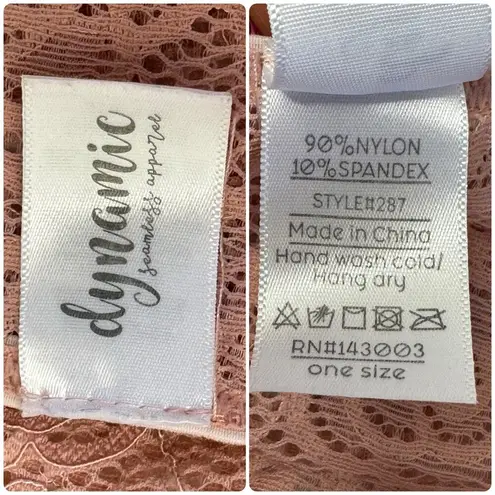 dynamic
seamless apparel
90%NYLON
10%SPANDEX
STYLE#287
Made in China
Hand wash cold/
Hang dry
RN#143003
one size